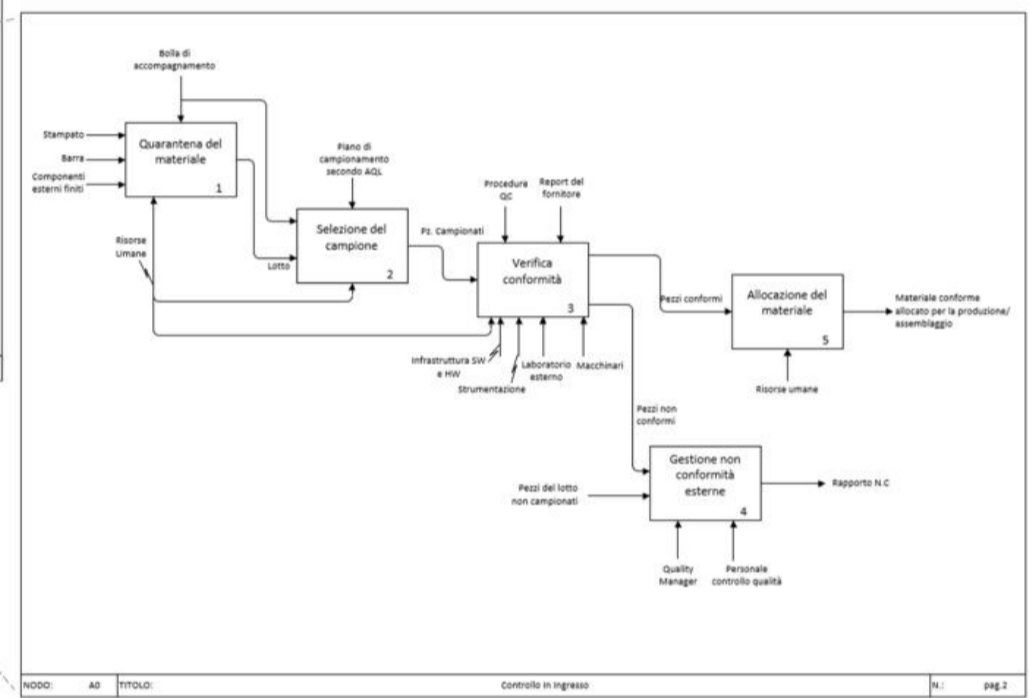 Bolla di
accompagnamento
Stampato
Barra
Componenti
esterni finiti
Quarantena del
materiale
1
Piano di
campionamento
secondo AQL
Risorse
Umane
Lotto
Selezione del
campione
2
Pz. Campionati
Procedura
QC
Report del
fornitore
Verifica
conformità
3
Infrastruttura SW
e HW
Strumentazione
Laboratorio
esterno
Macchinari
Pezzi conformi
Allocazione del
materiale
5
Materiale conforme
allocato per la produzione/
assemblaggio
Risorse umane
Pezzi non
conformi
Pezzi del lotto
non campionati
Gestione non
conformità
esterne
4
Rapporto N.C
Quality
Manager
Personale
controllo qualità
NODO: A0 TITOLO: Controllo In Ingresso N.: pag.2